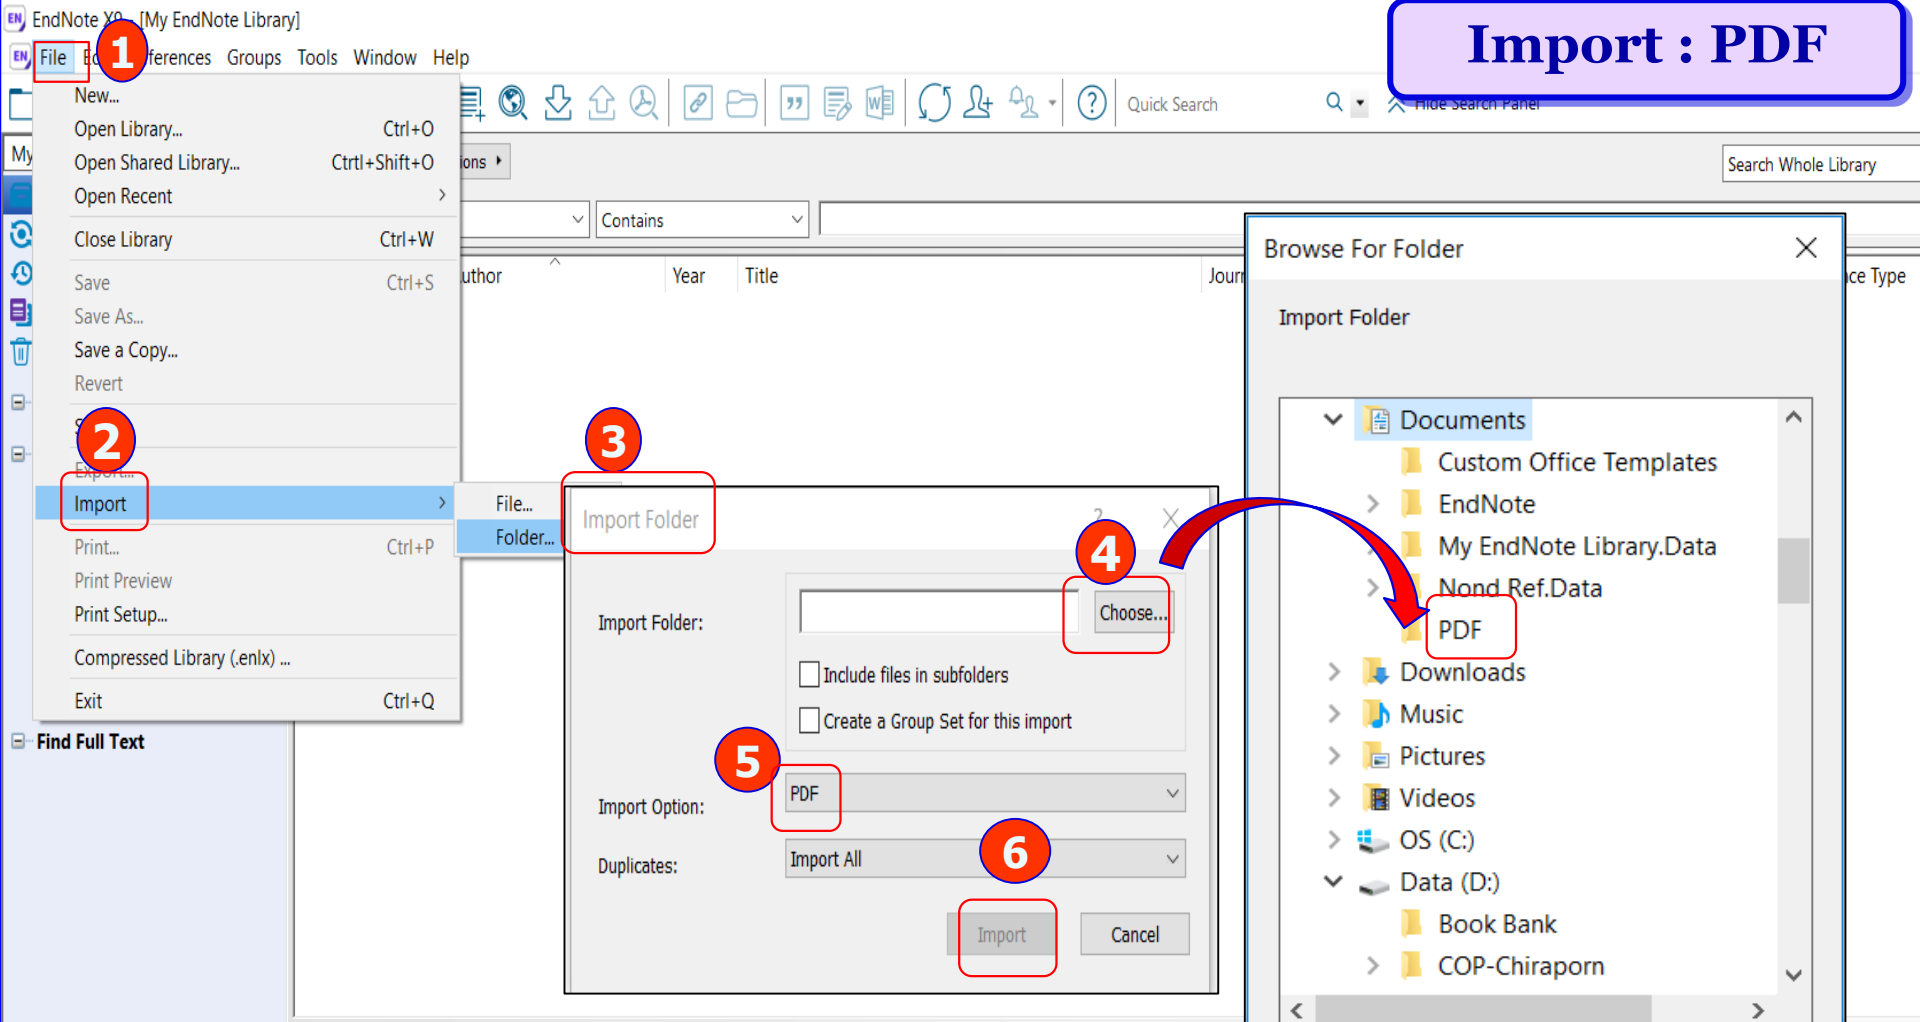 EndNote X9 - [My EndNote Library]
Import : PDF
File
ferences Groups Tools Window Help
1
New...
Open Library... Ctrl+O
Open Shared Library... Ctrtl+Shift+O
Open Recent
Close Library Ctrl+W
Save Ctrl+S
Save As...
Save a Copy...
Revert
2
Export...
Import
Print... Ctrl+P
Print Preview
Print Setup...
Compressed Library (.enlx) ...
Exit Ctrl+Q
Find Full Text
File...
Folder...
Quick Search
Hide Search Panel
My
ions
Search Whole Library
Contains
uthor Year Title Journ
ce Type
3
Import Folder
?
4
Import Folder:
Choose...
Include files in subfolders
Create a Group Set for this import
5
Import Option: PDF
6
Duplicates: Import All
Import Cancel
Browse For Folder
Import Folder
Documents
Custom Office Templates
EndNote
My EndNote Library.Data
Nond Ref.Data
PDF
Downloads
Music
Pictures
Videos
OS (C:)
Data (D:)
Book Bank
COP-Chiraporn